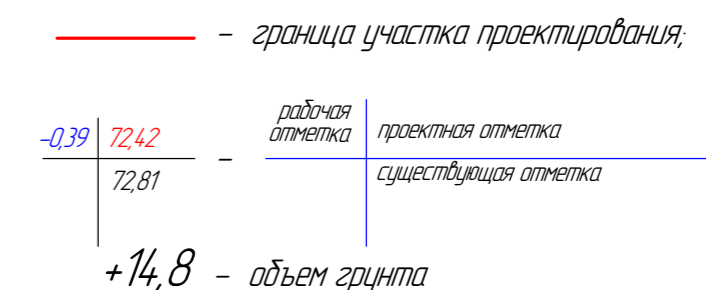 – граница участка проектирования;
рабочая
отметка
проектная отметка
–0,39 72,42 –
существующая отметка
72,81
+14,8 – объем грунта